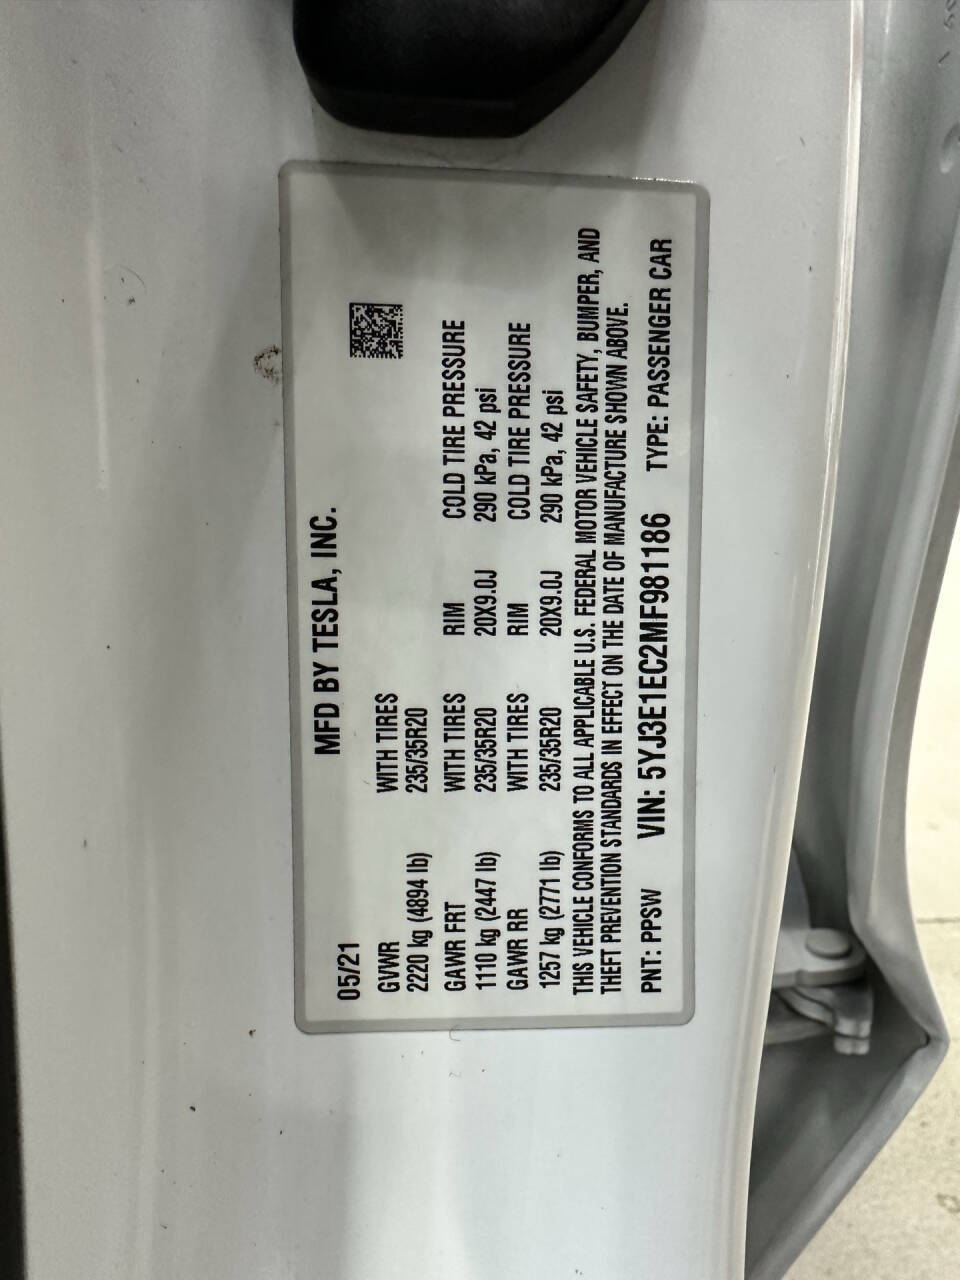 MFD BY TESLA, INC.
05/21
GVWR WITH TIRES
2220 kg (4894 lb) 235/35R20
GAWR FRT WITH TIRES RIM COLD TIRE PRESSURE
1110 kg (2447 lb) 235/35R20 20X9.0J 290 kPa, 42 psi
GAWR RR WITH TIRES RIM COLD TIRE PRESSURE
1257 kg (2771 lb) 235/35R20 20X9.0J 290 kPa, 42 psi
THIS VEHICLE CONFORMS TO ALL APPLICABLE U.S. FEDERAL MOTOR VEHICLE SAFETY, BUMPER, AND
THEFT PREVENTION STANDARDS IN EFFECT ON THE DATE OF MANUFACTURE SHOWN ABOVE.
PNT: PPSW VIN: 5YJ3E1EC2MF981186 TYPE: PASSENGER CAR